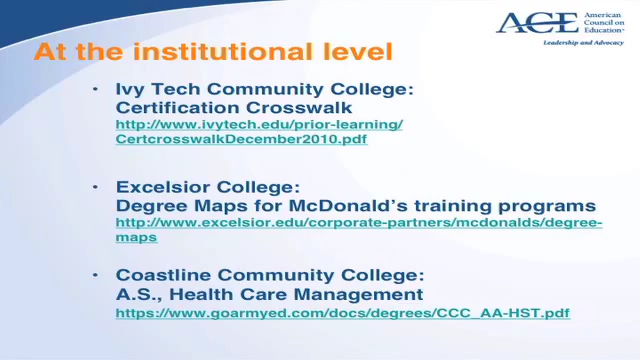 ACE
American
Council on
Education
Leadership and Advocacy
At the institutional level
• Ivy Tech Community College:
Certification Crosswalk
http://www.ivytech.edu/prior-learning/
CertcrosswalkDecember2010.pdf
• Excelsior College:
Degree Maps for McDonald's training programs
http://www.excelsior.edu/corporate-partners/mcdonalds/degree-
maps
• Coastline Community College:
A.S., Health Care Management
https://www.goarmyed.com/docs/degrees/CCC_AA-HST.pdf